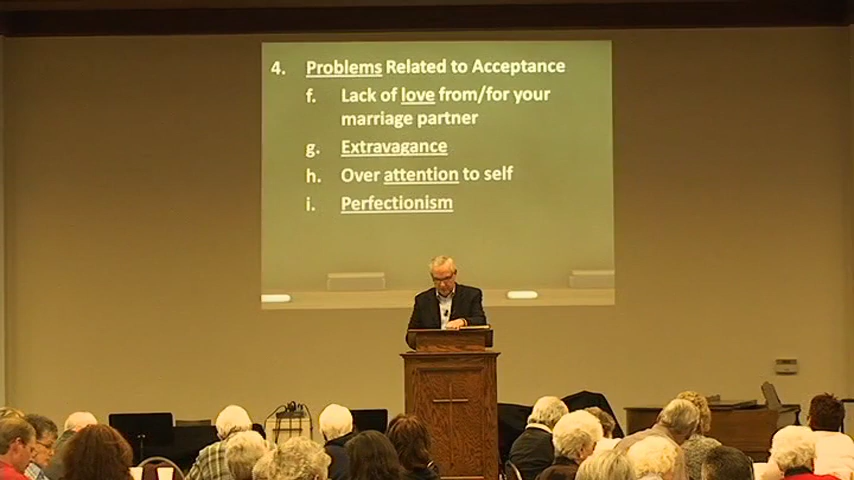 4. Problems Related to Acceptance
f. Lack of love from/for your
marriage partner
g. Extravagance
h. Over attention to self
i. Perfectionism